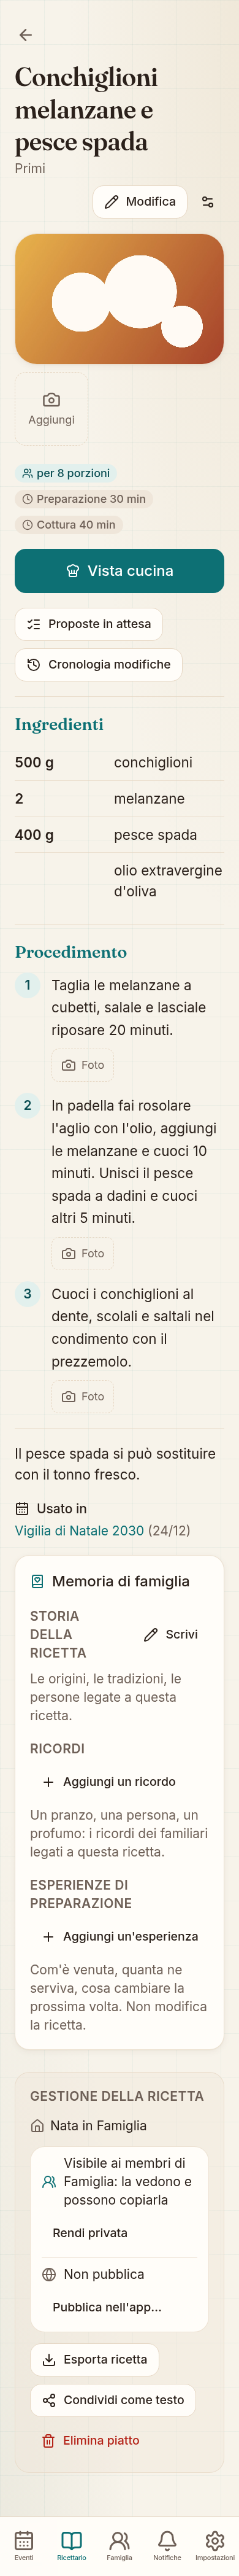 Conchiglioni
melanzane e
pesce spada
Primi
Modifica
Aggiungi
per 8 porzioni
Preparazione 30 min
Cottura 40 min
Vista cucina
Proposte in attesa
Cronologia modifiche
Ingredienti
500 g conchiglioni
2 melanzane
400 g pesce spada
olio extravergine
d'oliva
Procedimento
1 Taglia le melanzane a
cubetti, salale e lasciale
riposare 20 minuti.
Foto
2 In padella fai rosolare
l'aglio con l'olio, aggiungi
le melanzane e cuoci 10
minuti. Unisci il pesce
spada a dadini e cuoci
altri 5 minuti.
Foto
3 Cuoci i conchiglioni al
dente, scolali e saltali nel
condimento con il
prezzemolo.
Foto
Il pesce spada si può sostituire
con il tonno fresco.
Usato in
Vigilia di Natale 2030 (24/12)
Memoria di famiglia
STORIA
DELLA
RICETTA
Scrivi
Le origini, le tradizioni, le
persone legate a questa
ricetta.
RICORDI
Aggiungi un ricordo
Un pranzo, una persona, un
profumo: i ricordi dei familiari
legati a questa ricetta.
ESPERIENZE DI
PREPARAZIONE
Aggiungi un'esperienza
Com'è venuta, quanta ne
serviva, cosa cambiare la
prossima volta. Non modifica
la ricetta.
GESTIONE DELLA RICETTA
Nata in Famiglia
Visibile ai membri di
Famiglia: la vedono e
possono copiarla
Rendi privata
Non pubblica
Pubblica nell'app...
Esporta ricetta
Condividi come testo
Elimina piatto
Eventi Ricettario Famiglia Notifiche Impostazioni